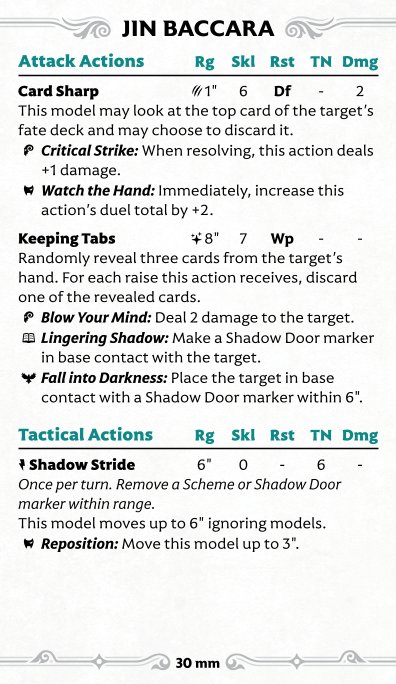 JIN BACCARA
Attack Actions Rg Skl Rst TN Dmg
Card Sharp 1" 6 Df - 2
This model may look at the top card of the target's
fate deck and may choose to discard it.
Critical Strike: When resolving, this action deals
+1 damage.
Watch the Hand: Immediately, increase this
action's duel total by +2.
Keeping Tabs 8" 7 Wp - -
Randomly reveal three cards from the target's
hand. For each raise this action receives, discard
one of the revealed cards.
Blow Your Mind: Deal 2 damage to the target.
Lingering Shadow: Make a Shadow Door marker
in base contact with the target.
Fall into Darkness: Place the target in base
contact with a Shadow Door marker within 6".
Tactical Actions Rg Skl Rst TN Dmg
Shadow Stride 6" 0 - 6 -
Once per turn. Remove a Scheme or Shadow Door
marker within range.
This model moves up to 6" ignoring models.
Reposition: Move this model up to 3".
30 mm